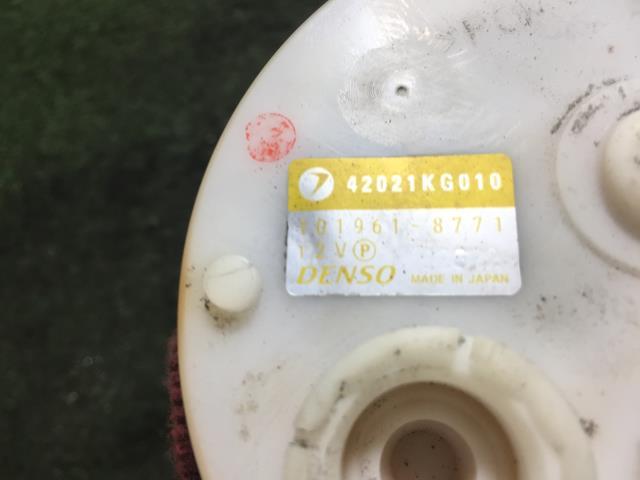 42021KG010
101961-8771
12V P
DENSO MADE IN JAPAN